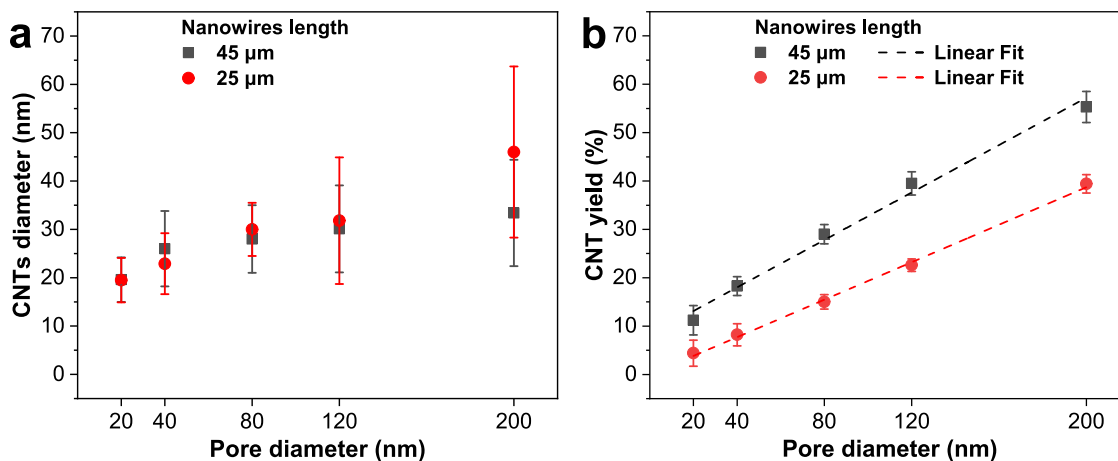 a
Nanowires length
45 µm
25 µm
CNTs diameter (nm)
70
60
50
40
30
20
10
0
20 40 80 120 200
Pore diameter (nm)
b
Nanowires length
45 µm Linear Fit
25 µm Linear Fit
CNT yield (%)
70
60
50
40
30
20
10
0
20 40 80 120 200
Pore diameter (nm)